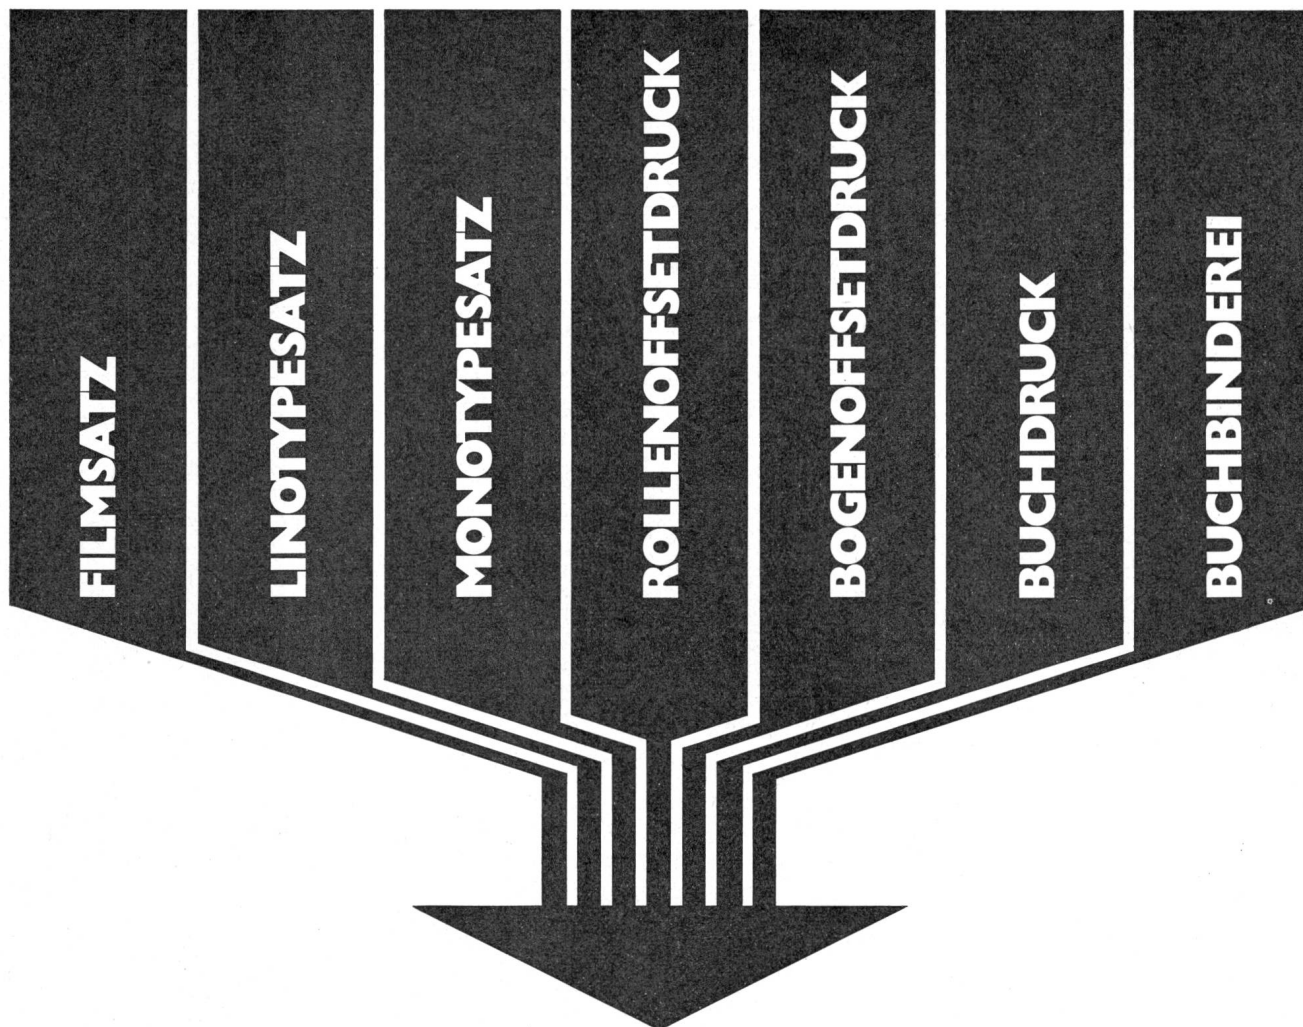 FILMSATZ
LINOTYPESATZ
MONOTYPESATZ
ROLLENOFFSETDRUCK
BOGENOFFSETDRUCK
BUCHDRUCK
BUCHBINDEREI